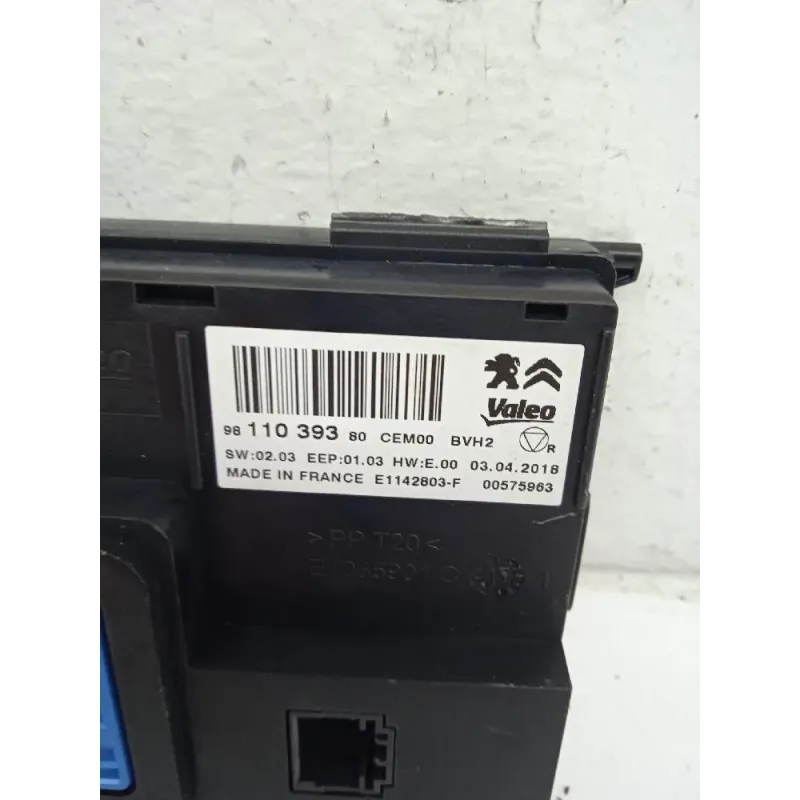 Valeo
98 110 393 80 CEM00 BVH2 R
SW:02.03 EEP:01.03 HW:E.00 03.04.2018
MADE IN FRANCE E1142803-F 00575963
>PP T20<